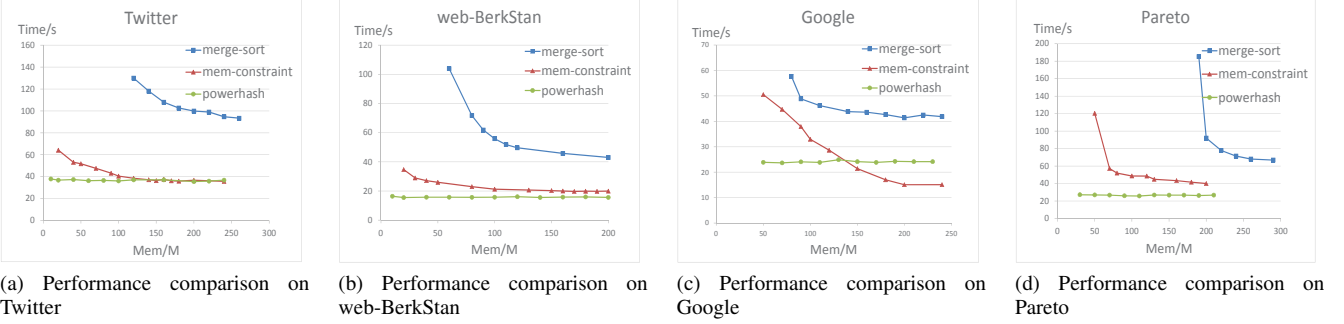 Twitter
Time/s
160
140
120
100
80
60
40
20
0
0 50 100 150 200 250 300
Mem/M
merge-sort
mem-constraint
powerhash
(a) Performance comparison on
Twitter
web-BerkStan
Time/s
120
100
80
60
40
20
0
0 50 100 150 200
Mem/M
merge-sort
mem-constraint
powerhash
(b) Performance comparison on
web-BerkStan
Google
Time/s
70
60
50
40
30
20
10
0
0 50 100 150 200 250
Mem/M
merge-sort
mem-constraint
powerhash
(c) Performance comparison on
Google
Pareto
Time/s
200
180
160
140
120
100
80
60
40
20
0
0 50 100 150 200 250 300
Mem/M
merge-sort
mem-constraint
powerhash
(d) Performance comparison on
Pareto